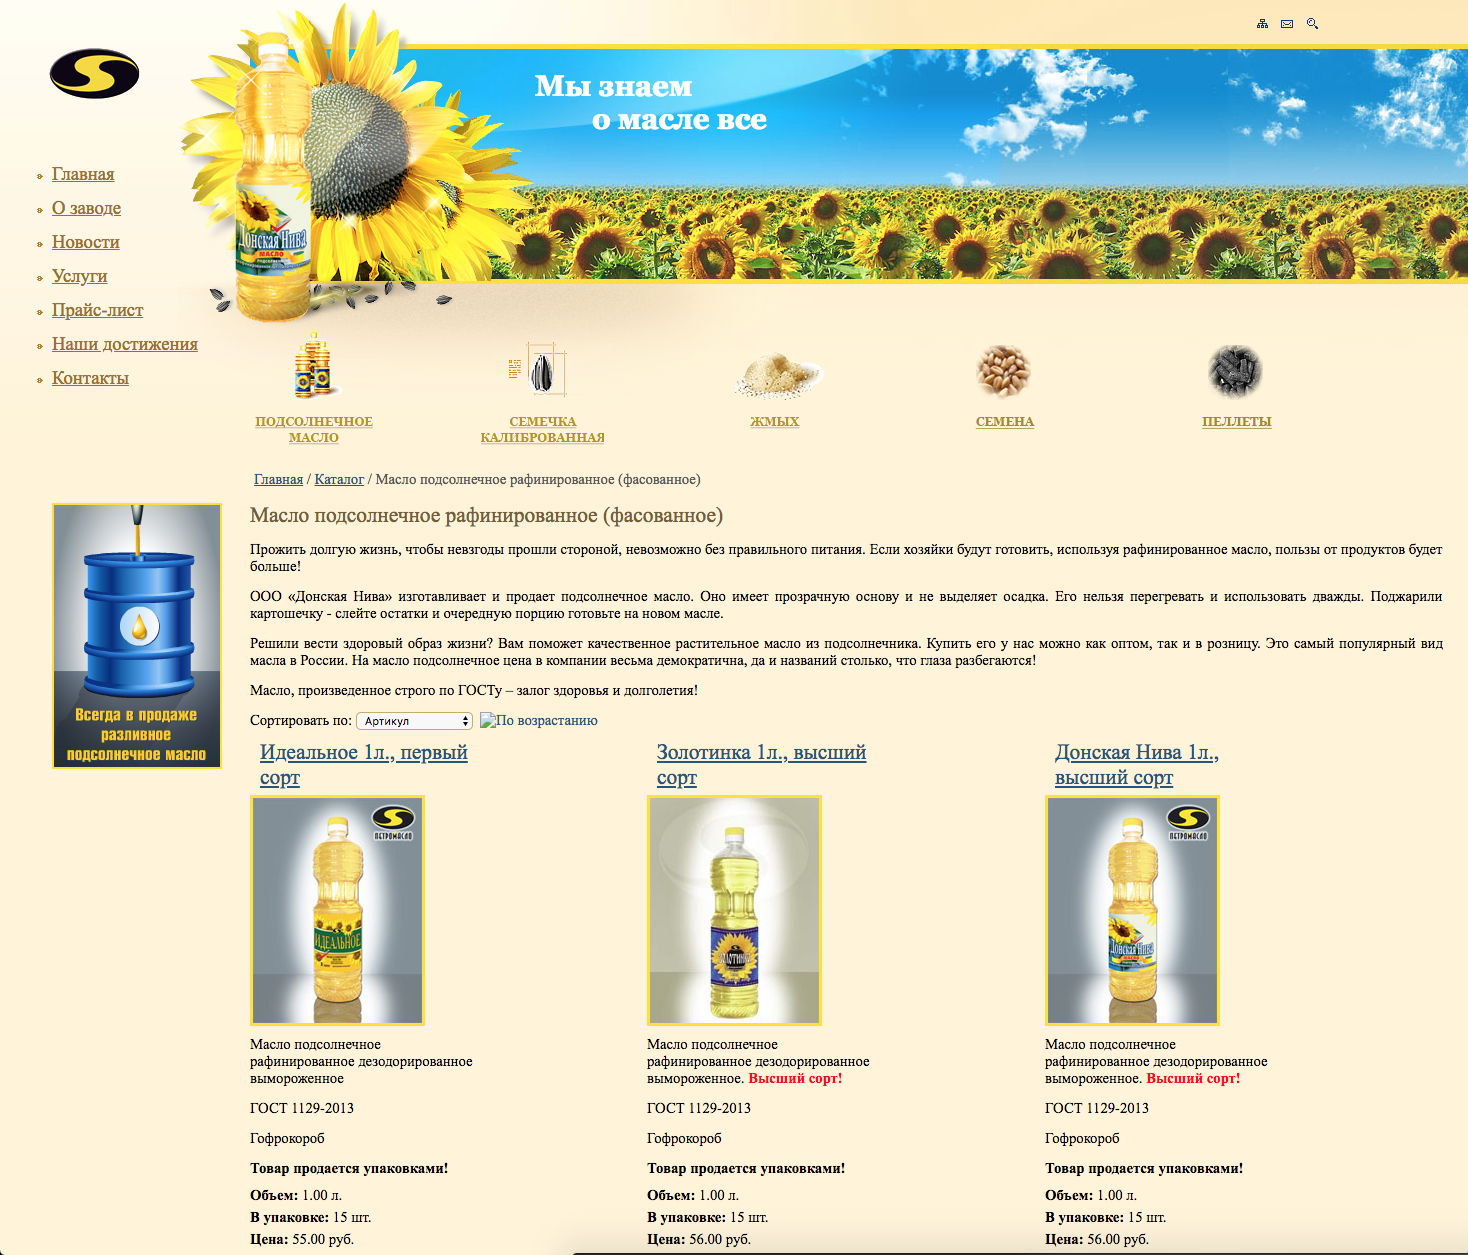 Мы знаем
о масле все
Главная
О заводе
Новости
Услуги
Прайс-лист
Наши достижения
Контакты
Донская Нива
МАСЛО
ПОДСОЛНЕЧНОЕ
МАСЛО
СЕМЕЧКА
КАЛИБРОВАННАЯ
ЖМЫХ
СЕМЕНА
ПЕЛЛЕТЫ
Главная / Каталог / Масло подсолнечное рафинированное (фасованное)
Масло подсолнечное рафинированное (фасованное)
Прожить долгую жизнь, чтобы невзгоды прошли стороной, невозможно без правильного питания. Если хозяйки будут готовить, используя рафинированное масло, пользы от продуктов будет
больше!
ООО «Донская Нива» изготавливает и продает подсолнечное масло. Оно имеет прозрачную основу и не выделяет осадка. Его нельзя перегревать и использовать дважды. Поджарили
картошечку - слейте остатки и очередную порцию готовьте на новом масле.
Решили вести здоровый образ жизни? Вам поможет качественное растительное масло из подсолнечника. Купить его у нас можно как оптом, так и в розницу. Это самый популярный вид
масла в России. На масло подсолнечное цена в компании весьма демократична, да и названий столько, что глаза разбегаются!
Масло, произведенное строго по ГОСТу – залог здоровья и долголетия!
Всегда в продаже
разливное
подсолнечное масло
Сортировать по: Артикул По возрастанию
Идеальное 1л., первый
сорт
ПЕТРОМАСЛО
ИДЕАЛЬНОЕ
Масло подсолнечное
рафинированное дезодорированное
вымороженное
ГОСТ 1129-2013
Гофрокороб
Товар продается упаковками!
Объем: 1.00 л.
В упаковке: 15 шт.
Цена: 55.00 руб.
Золотинка 1л., высший
сорт
ЗОЛОТИНКА
Масло подсолнечное
рафинированное дезодорированное
вымороженное. Высший сорт!
ГОСТ 1129-2013
Гофрокороб
Товар продается упаковками!
Объем: 1.00 л.
В упаковке: 15 шт.
Цена: 56.00 руб.
Донская Нива 1л.,
высший сорт
ПЕТРОМАСЛО
Донская Нива
МАСЛО
Масло подсолнечное
рафинированное дезодорированное
вымороженное. Высший сорт!
ГОСТ 1129-2013
Гофрокороб
Товар продается упаковками!
Объем: 1.00 л.
В упаковке: 15 шт.
Цена: 56.00 руб.